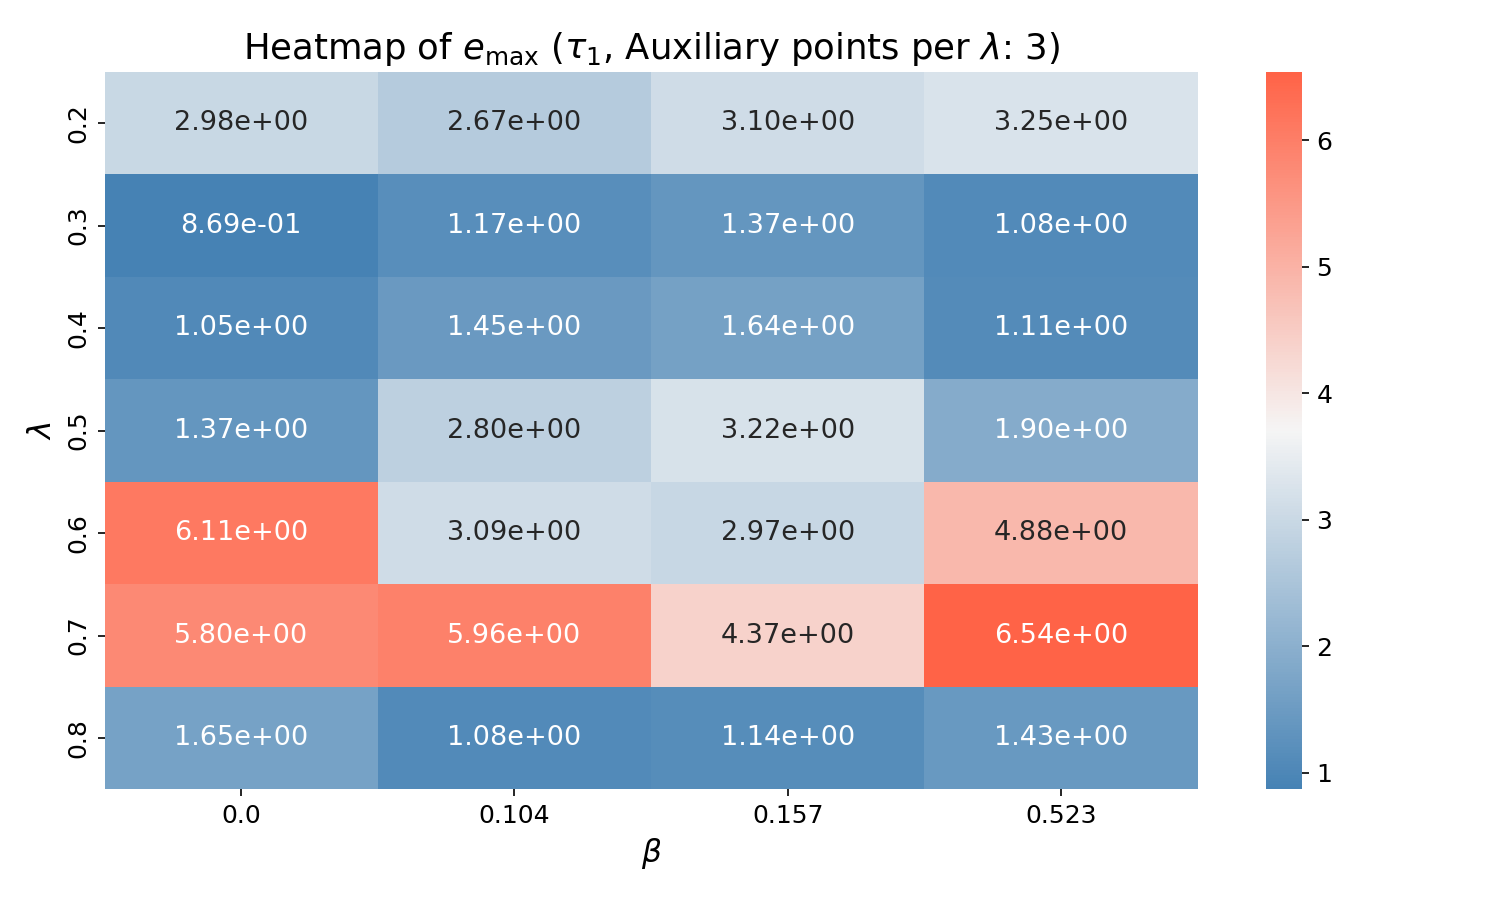 Heatmap of e_max (τ₁, Auxiliary points per λ: 3)
λ
0.2 2.98e+00 2.67e+00 3.10e+00 3.25e+00
0.3 8.69e-01 1.17e+00 1.37e+00 1.08e+00
0.4 1.05e+00 1.45e+00 1.64e+00 1.11e+00
0.5 1.37e+00 2.80e+00 3.22e+00 1.90e+00
0.6 6.11e+00 3.09e+00 2.97e+00 4.88e+00
0.7 5.80e+00 5.96e+00 4.37e+00 6.54e+00
0.8 1.65e+00 1.08e+00 1.14e+00 1.43e+00
0.0 0.104 0.157 0.523
β
6
5
4
3
2
1